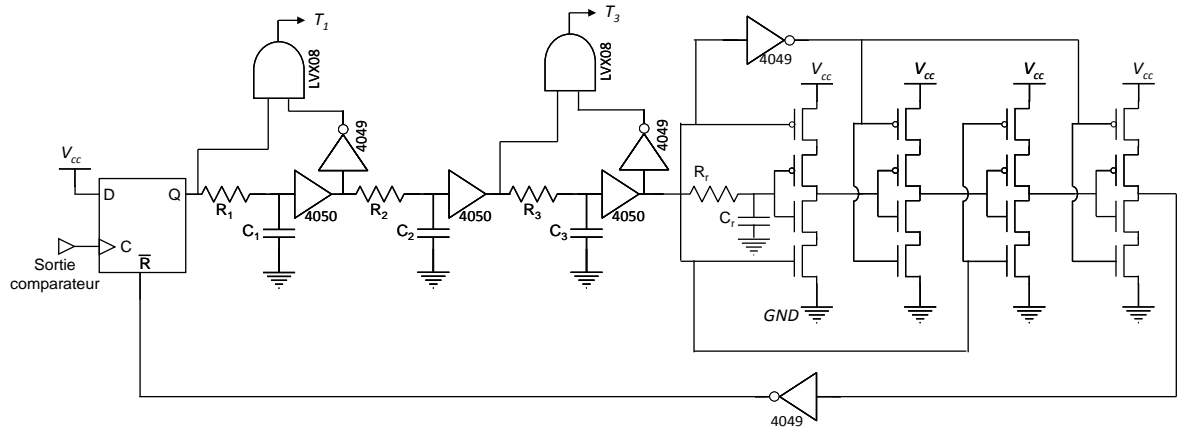 T1
T3
LVX08
LVX08
4049
Vcc
Vcc
Vcc
Vcc
4049
4049
Vcc
D
Q
R1
4050
R2
4050
R3
4050
Rr
Cr
C
R
Sortie
comparateur
C1
C2
C3
GND
4049